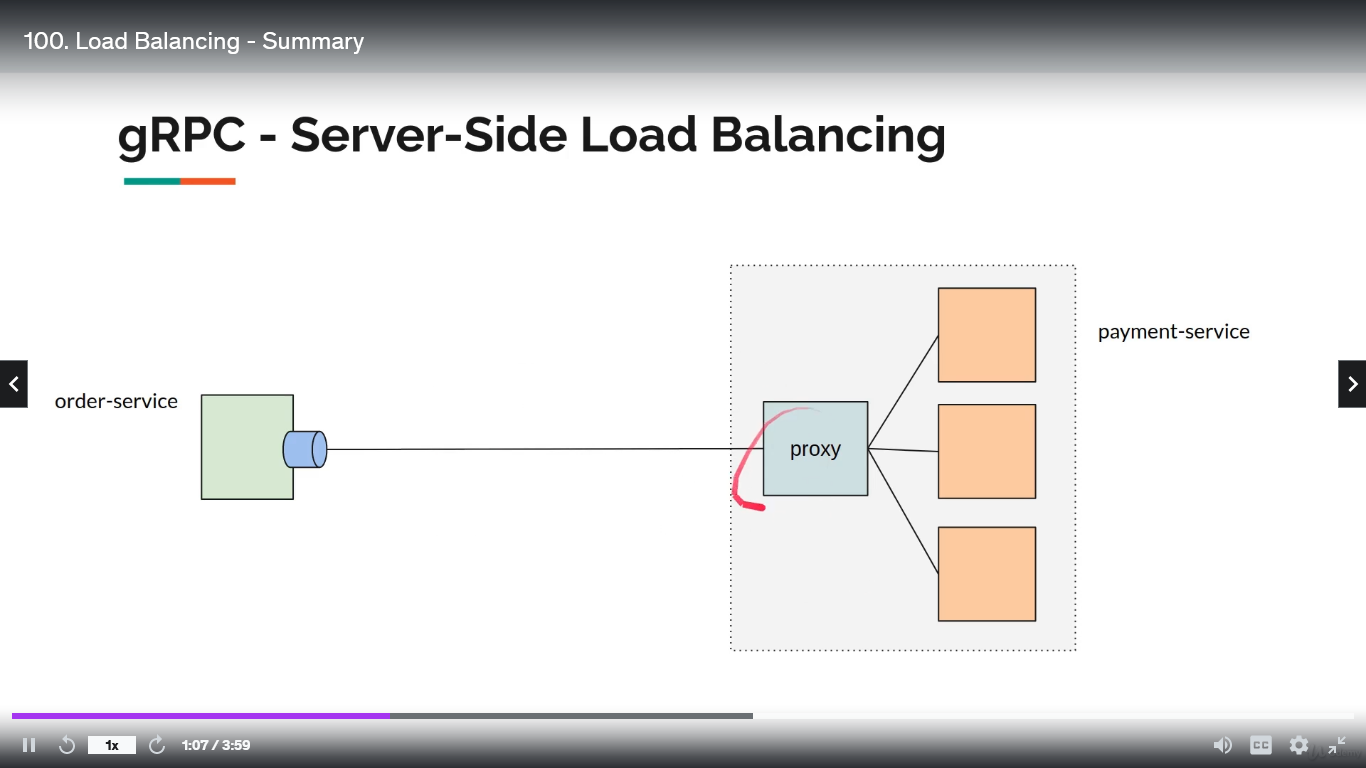 100. Load Balancing - Summary
gRPC - Server-Side Load Balancing
payment-service
order-service
proxy
1x
1:07 / 3:59
CC